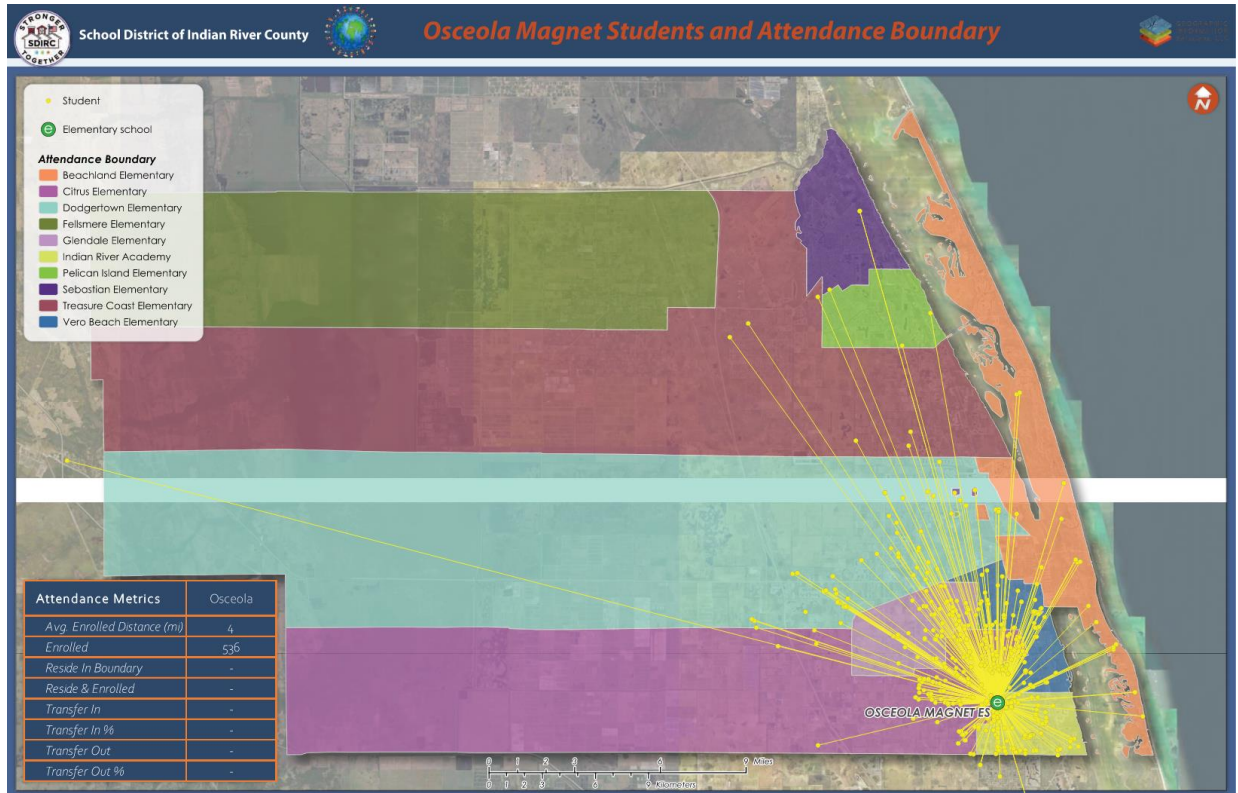 STRONGER
SDIRC
TOGETHER
School District of Indian River County
Osceola Magnet Students and Attendance Boundary
Student
e Elementary school
Attendance Boundary
Beachland Elementary
Citrus Elementary
Dodgertown Elementary
Fellsmere Elementary
Glendale Elementary
Indian River Academy
Pelican Island Elementary
Sebastian Elementary
Treasure Coast Elementary
Vero Beach Elementary
N
e
OSCEOLA MAGNET ES
Attendance Metrics Osceola
Avg. Enrolled Distance (mi) 4
Enrolled 536
Reside In Boundary -
Reside & Enrolled -
Transfer In -
Transfer In % -
Transfer Out -
Transfer Out % -
0 1 2 3 6 9 Miles
0 1 2 3 6 9 Kilometers